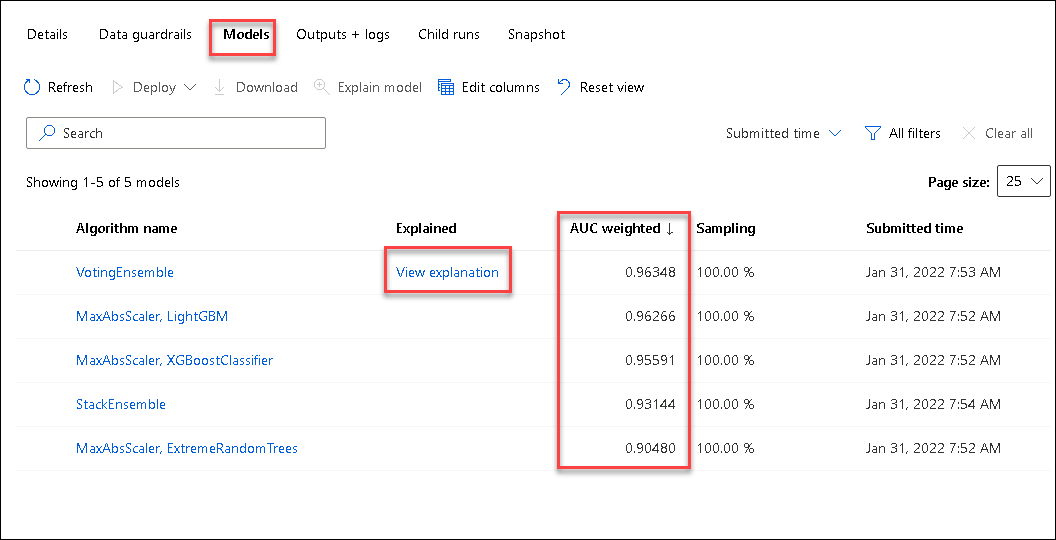 Details Data guardrails Models Outputs + logs Child runs Snapshot
Refresh Deploy Download Explain model Edit columns Reset view
Search Submitted time All filters Clear all
Showing 1-5 of 5 models Page size: 25
Algorithm name Explained AUC weighted ↓ Sampling Submitted time
VotingEnsemble View explanation 0.96348 100.00 % Jan 31, 2022 7:53 AM
MaxAbsScaler, LightGBM 0.96266 100.00 % Jan 31, 2022 7:52 AM
MaxAbsScaler, XGBoostClassifier 0.95591 100.00 % Jan 31, 2022 7:52 AM
StackEnsemble 0.93144 100.00 % Jan 31, 2022 7:54 AM
MaxAbsScaler, ExtremeRandomTrees 0.90480 100.00 % Jan 31, 2022 7:52 AM